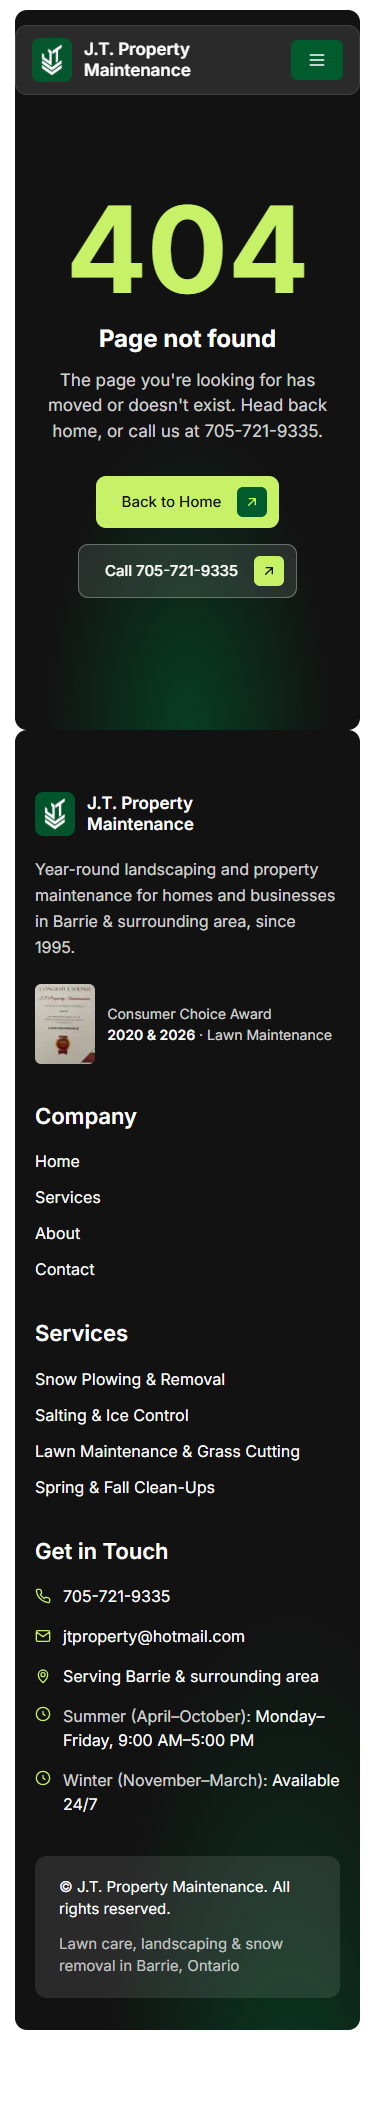 J.T. Property
Maintenance
404
Page not found
The page you're looking for has
moved or doesn't exist. Head back
home, or call us at 705-721-9335.
Back to Home
Call 705-721-9335
J.T. Property
Maintenance
Year-round landscaping and property
maintenance for homes and businesses
in Barrie & surrounding area, since
1995.
CONGRATULATIONS
J.T. Property Maintenance
Consumer Choice Award
2020 & 2026 · Lawn Maintenance
Company
Home
Services
About
Contact
Services
Snow Plowing & Removal
Salting & Ice Control
Lawn Maintenance & Grass Cutting
Spring & Fall Clean-Ups
Get in Touch
705-721-9335
jtproperty@hotmail.com
Serving Barrie & surrounding area
Summer (April–October): Monday–
Friday, 9:00 AM–5:00 PM
Winter (November–March): Available
24/7
© J.T. Property Maintenance. All
rights reserved.
Lawn care, landscaping & snow
removal in Barrie, Ontario